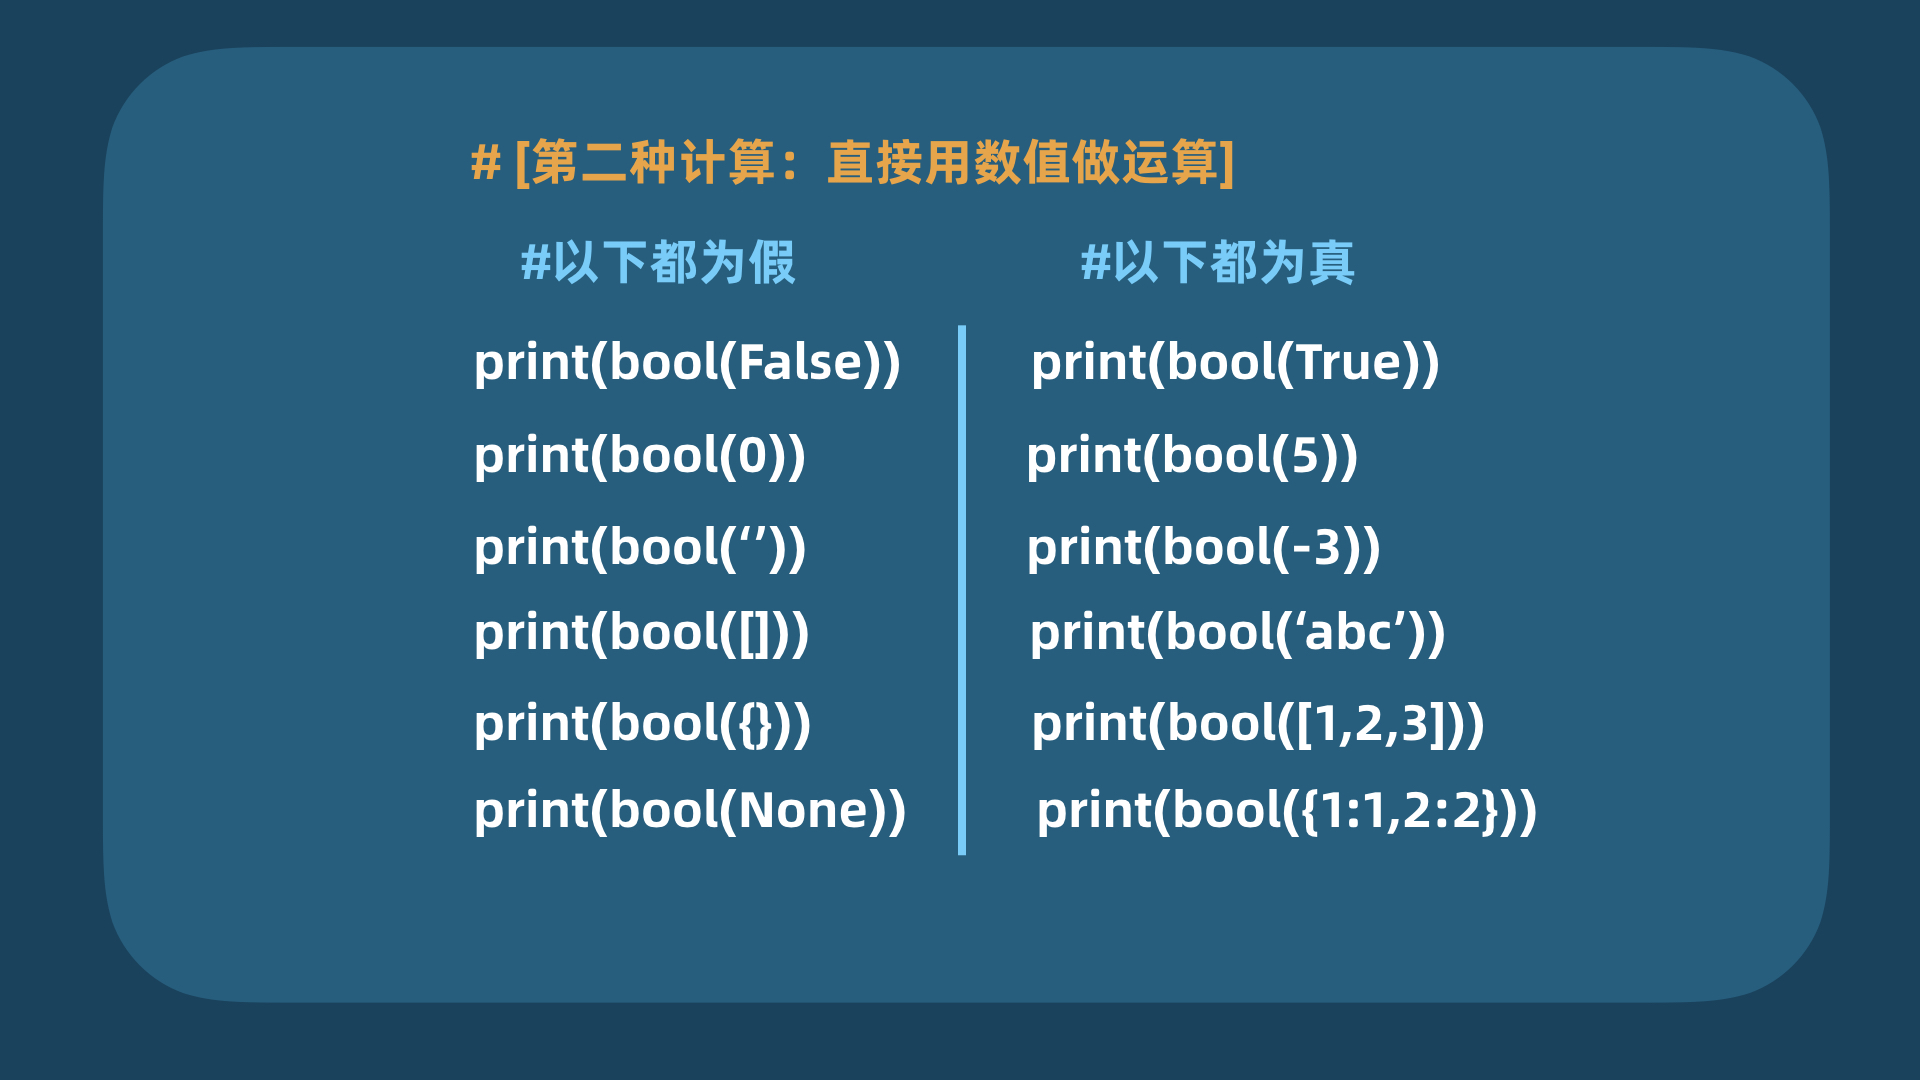 # [第二种计算：直接用数值做运算]
#以下都为假
print(bool(False))
print(bool(0))
print(bool(‘’))
print(bool([]))
print(bool({}))
print(bool(None))
#以下都为真
print(bool(True))
print(bool(5))
print(bool(-3))
print(bool(‘abc’))
print(bool([1,2,3]))
print(bool({1:1,2:2}))